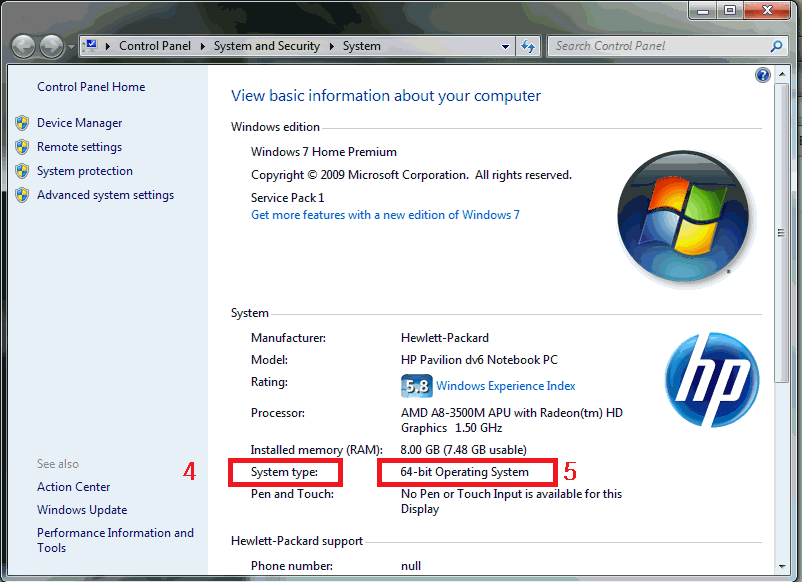 Control Panel
System and Security
System
Search Control Panel
Control Panel Home
Device Manager
Remote settings
System protection
Advanced system settings
See also
Action Center
Windows Update
Performance Information and
Tools
View basic information about your computer
Windows edition
Windows 7 Home Premium
Copyright © 2009 Microsoft Corporation.  All rights reserved.
Service Pack 1
Get more features with a new edition of Windows 7
System
Manufacturer: Hewlett-Packard
Model: HP Pavilion dv6 Notebook PC
Rating: 5.8 Windows Experience Index
Processor: AMD A8-3500M APU with Radeon(tm) HD
Graphics  1.50 GHz
Installed memory (RAM): 8.00 GB (7.48 GB usable)
4 System type: 64-bit Operating System 5
Pen and Touch: No Pen or Touch Input is available for this
Display
hp
Hewlett-Packard support
Phone number: null